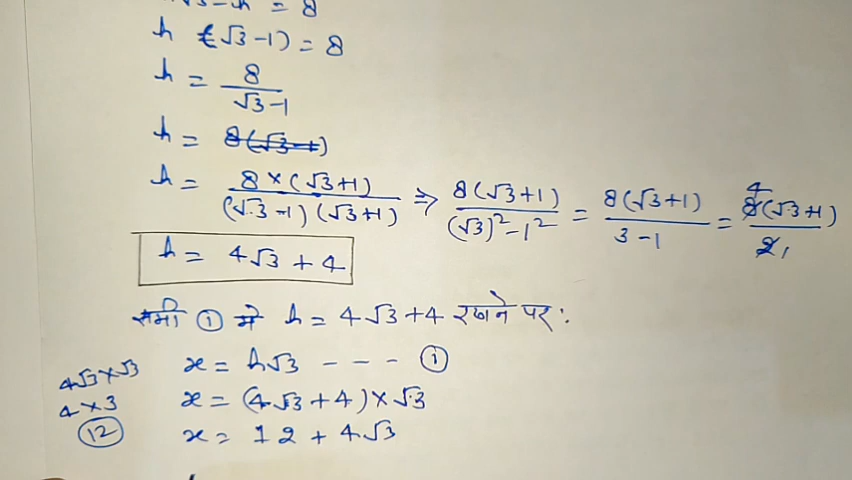 = 8
h (√3-1) = 8
h = 8/(√3-1)
h =
h = 8×(√3+1)/(√3-1)(√3+1) ⇒ 8(√3+1)/((√3)²-1²) = 8(√3+1)/(3-1) = 8(√3+1)/2 4 1
h = 4√3 + 4
समी ① मे h = 4√3+4 रखने पर :
x = h√3 --- ①
4√3×√3
x = (4√3+4)×√3
4×3
x = 12 + 4√3
12